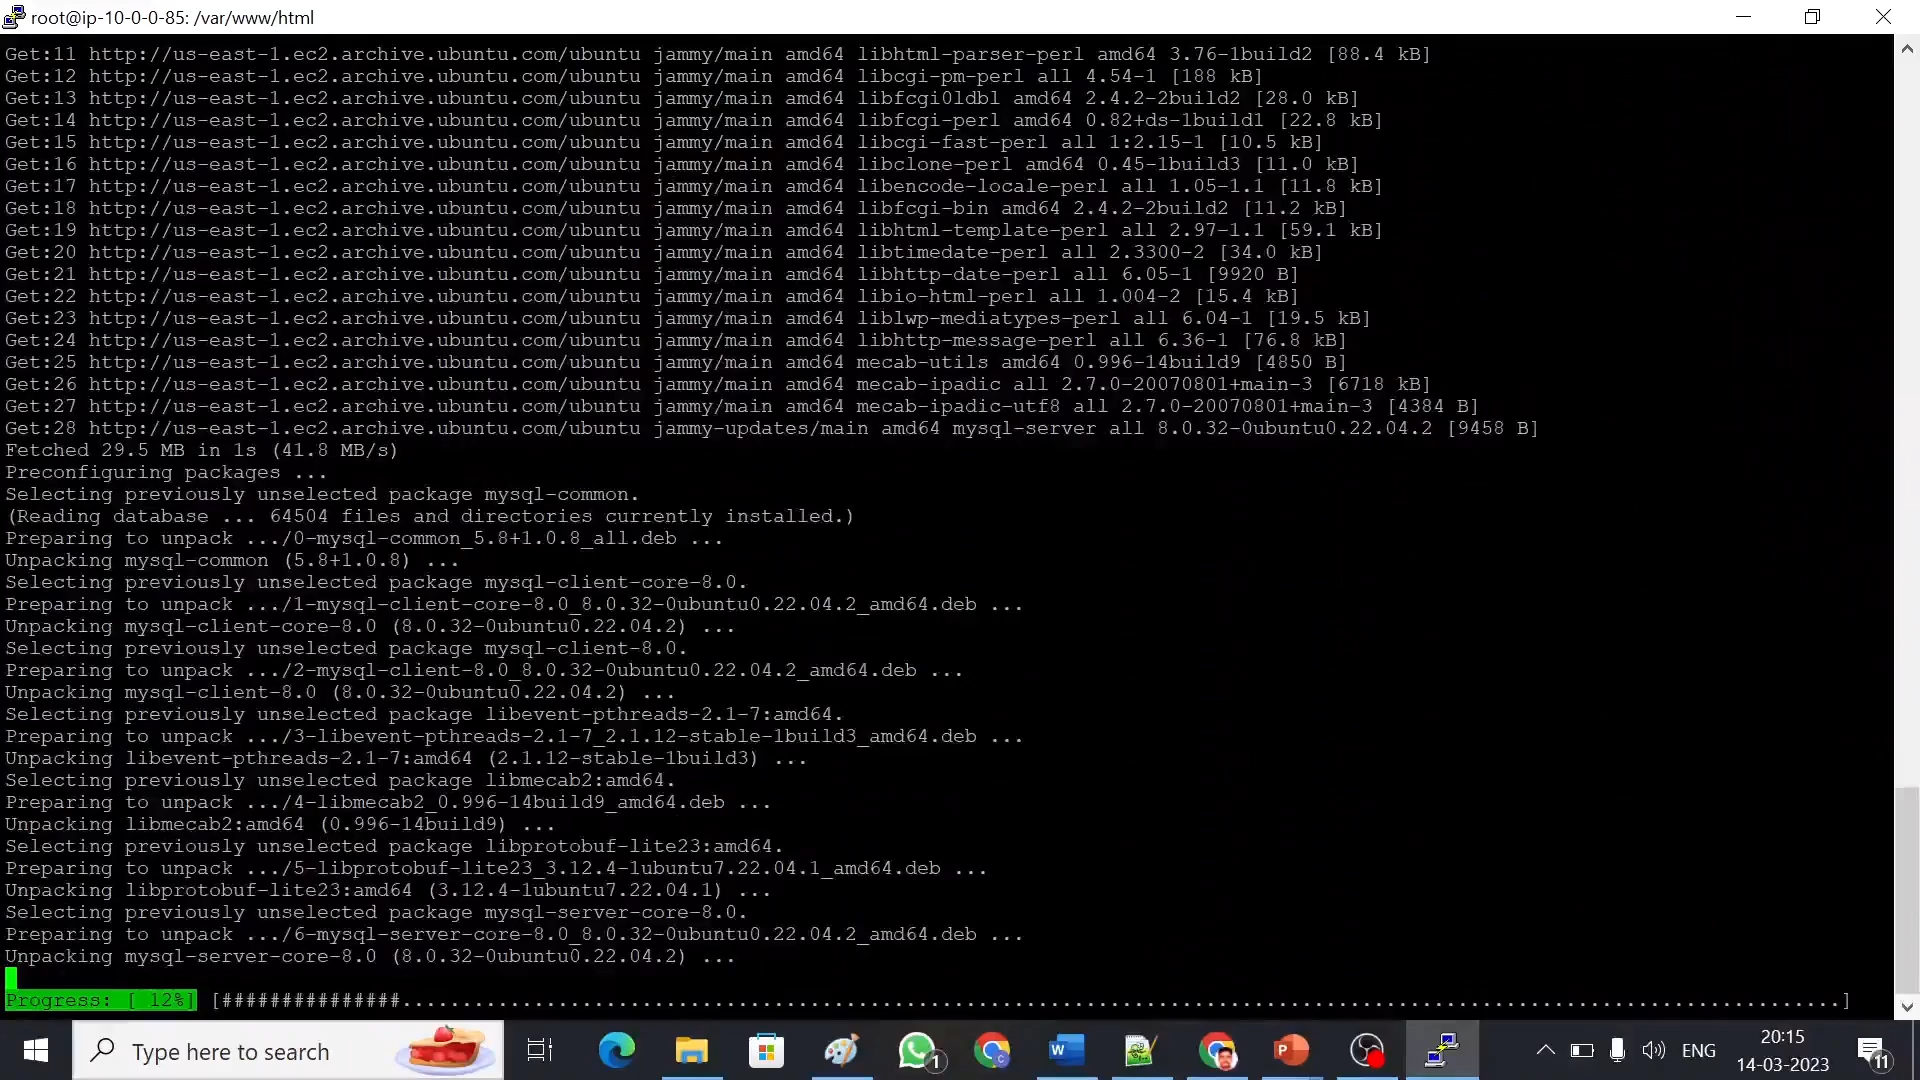 root@ip-10-0-0-85: /var/www/html
Get:11 http://us-east-1.ec2.archive.ubuntu.com/ubuntu jammy/main amd64 libhtml-parser-perl amd64 3.76-1build2 [88.4 kB]
Get:12 http://us-east-1.ec2.archive.ubuntu.com/ubuntu jammy/main amd64 libcgi-pm-perl all 4.54-1 [188 kB]
Get:13 http://us-east-1.ec2.archive.ubuntu.com/ubuntu jammy/main amd64 libfcgi0ldbl amd64 2.4.2-2build2 [28.0 kB]
Get:14 http://us-east-1.ec2.archive.ubuntu.com/ubuntu jammy/main amd64 libfcgi-perl amd64 0.82+ds-1build1 [22.8 kB]
Get:15 http://us-east-1.ec2.archive.ubuntu.com/ubuntu jammy/main amd64 libcgi-fast-perl all 1:2.15-1 [10.5 kB]
Get:16 http://us-east-1.ec2.archive.ubuntu.com/ubuntu jammy/main amd64 libclone-perl amd64 0.45-1build3 [11.0 kB]
Get:17 http://us-east-1.ec2.archive.ubuntu.com/ubuntu jammy/main amd64 libencode-locale-perl all 1.05-1.1 [11.8 kB]
Get:18 http://us-east-1.ec2.archive.ubuntu.com/ubuntu jammy/main amd64 libfcgi-bin amd64 2.4.2-2build2 [11.2 kB]
Get:19 http://us-east-1.ec2.archive.ubuntu.com/ubuntu jammy/main amd64 libhtml-template-perl all 2.97-1.1 [59.1 kB]
Get:20 http://us-east-1.ec2.archive.ubuntu.com/ubuntu jammy/main amd64 libtimedate-perl all 2.3300-2 [34.0 kB]
Get:21 http://us-east-1.ec2.archive.ubuntu.com/ubuntu jammy/main amd64 libhttp-date-perl all 6.05-1 [9920 B]
Get:22 http://us-east-1.ec2.archive.ubuntu.com/ubuntu jammy/main amd64 libio-html-perl all 1.004-2 [15.4 kB]
Get:23 http://us-east-1.ec2.archive.ubuntu.com/ubuntu jammy/main amd64 liblwp-mediatypes-perl all 6.04-1 [19.5 kB]
Get:24 http://us-east-1.ec2.archive.ubuntu.com/ubuntu jammy/main amd64 libhttp-message-perl all 6.36-1 [76.8 kB]
Get:25 http://us-east-1.ec2.archive.ubuntu.com/ubuntu jammy/main amd64 mecab-utils amd64 0.996-14build9 [4850 B]
Get:26 http://us-east-1.ec2.archive.ubuntu.com/ubuntu jammy/main amd64 mecab-ipadic all 2.7.0-20070801+main-3 [6718 kB]
Get:27 http://us-east-1.ec2.archive.ubuntu.com/ubuntu jammy/main amd64 mecab-ipadic-utf8 all 2.7.0-20070801+main-3 [4384 B]
Get:28 http://us-east-1.ec2.archive.ubuntu.com/ubuntu jammy-updates/main amd64 mysql-server all 8.0.32-0ubuntu0.22.04.2 [9458 B]
Fetched 29.5 MB in 1s (41.8 MB/s)
Preconfiguring packages ...
Selecting previously unselected package mysql-common.
(Reading database ... 64504 files and directories currently installed.)
Preparing to unpack .../0-mysql-common_5.8+1.0.8_all.deb ...
Unpacking mysql-common (5.8+1.0.8) ...
Selecting previously unselected package mysql-client-core-8.0.
Preparing to unpack .../1-mysql-client-core-8.0_8.0.32-0ubuntu0.22.04.2_amd64.deb ...
Unpacking mysql-client-core-8.0 (8.0.32-0ubuntu0.22.04.2) ...
Selecting previously unselected package mysql-client-8.0.
Preparing to unpack .../2-mysql-client-8.0_8.0.32-0ubuntu0.22.04.2_amd64.deb ...
Unpacking mysql-client-8.0 (8.0.32-0ubuntu0.22.04.2) ...
Selecting previously unselected package libevent-pthreads-2.1-7:amd64.
Preparing to unpack .../3-libevent-pthreads-2.1-7_2.1.12-stable-1build3_amd64.deb ...
Unpacking libevent-pthreads-2.1-7:amd64 (2.1.12-stable-1build3) ...
Selecting previously unselected package libmecab2:amd64.
Preparing to unpack .../4-libmecab2_0.996-14build9_amd64.deb ...
Unpacking libmecab2:amd64 (0.996-14build9) ...
Selecting previously unselected package libprotobuf-lite23:amd64.
Preparing to unpack .../5-libprotobuf-lite23_3.12.4-1ubuntu7.22.04.1_amd64.deb ...
Unpacking libprotobuf-lite23:amd64 (3.12.4-1ubuntu7.22.04.1) ...
Selecting previously unselected package mysql-server-core-8.0.
Preparing to unpack .../6-mysql-server-core-8.0_8.0.32-0ubuntu0.22.04.2_amd64.deb ...
Unpacking mysql-server-core-8.0 (8.0.32-0ubuntu0.22.04.2) ...
Progress: [ 12%] [###############........................................................................................................................]
Type here to search
1
W
P
ENG
20:15
14-03-2023
11